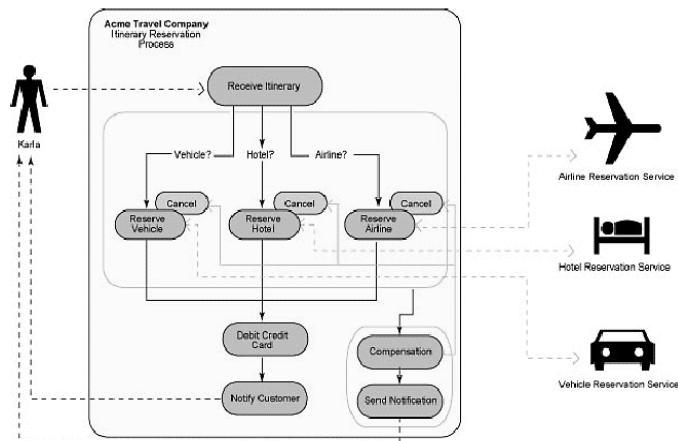 Acme Travel Company
Itinerary Reservation
Process
Receive Itinerary
Karla
Vehicle?
Hotel?
Airline?
Cancel
Cancel
Cancel
Reserve
Vehicle
Reserve
Hotel
Reserve
Airline
Airline Reservation Service
Hotel Reservation Service
Debit Credit
Card
Compensation
Vehicle Reservation Service
Notify Customer
Send Notification